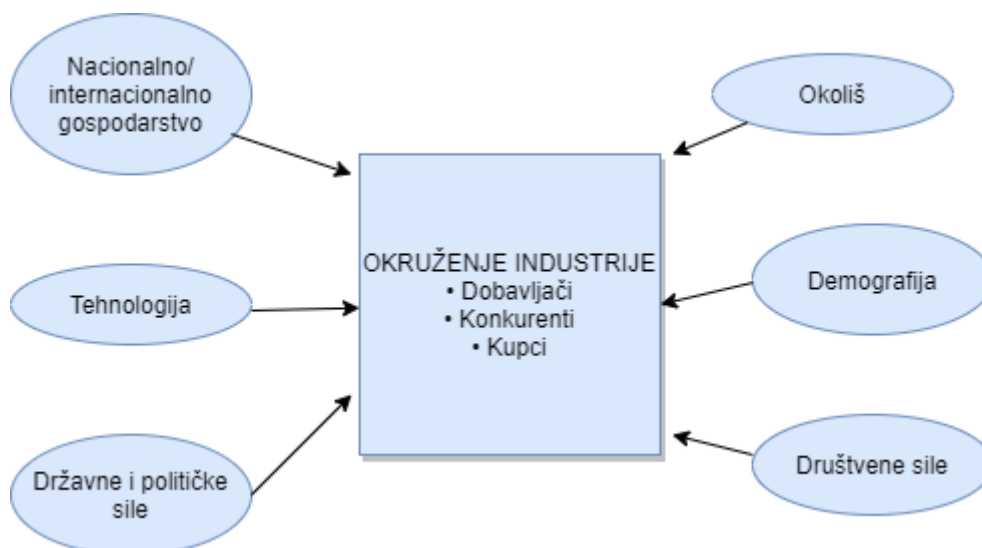 Nacionalno/
internacionalno
gospodarstvo
Okoliš
OKRUŽENJE INDUSTRIJE
• Dobavljači
• Konkurenti
• Kupci
Tehnologija
Demografija
Državne i političke
sile
Društvene sile